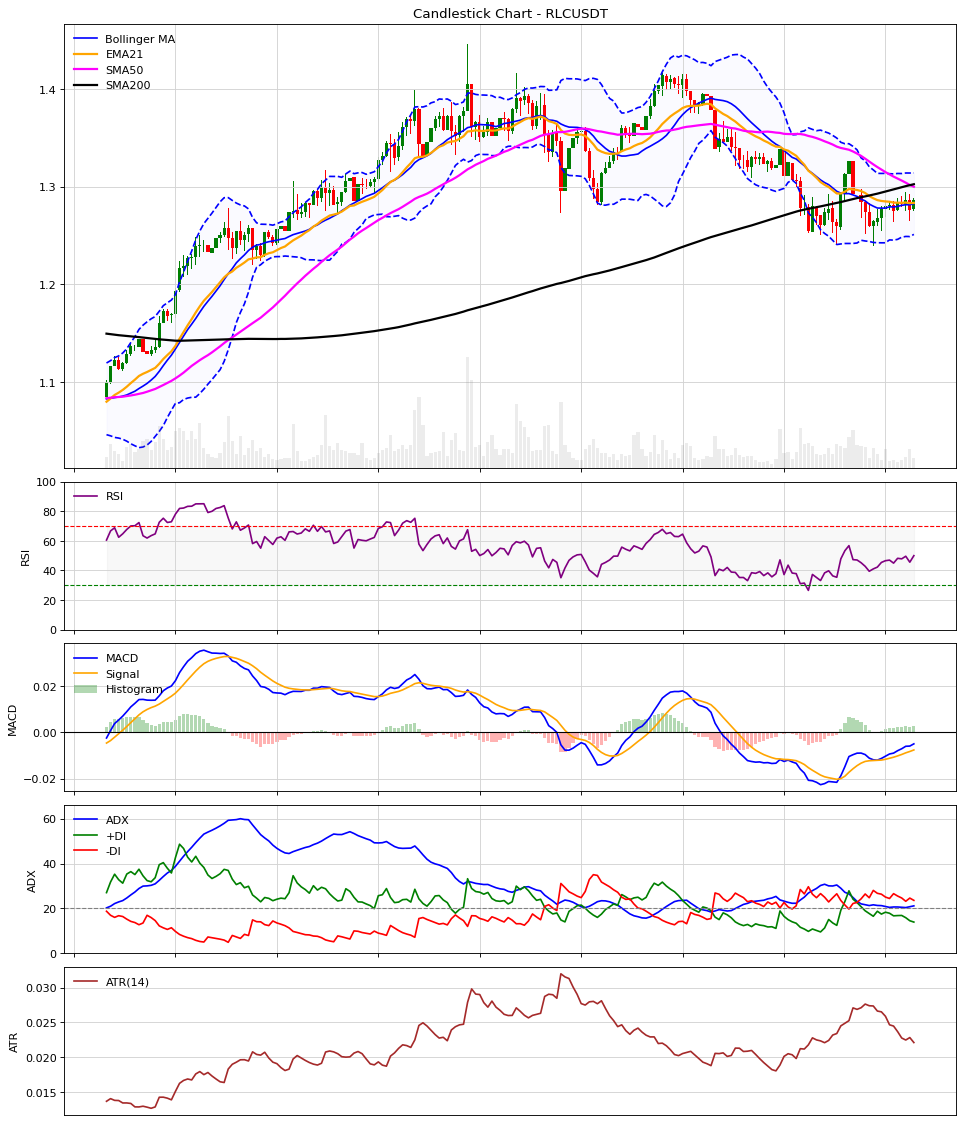 Candlestick Chart - RLCUSDT
Bollinger MA
EMA21
SMA50
SMA200
1.4
1.3
1.2
1.1
RSI
100
80
60
40
20
0
RSI
MACD
Signal
Histogram
0.02
0.00
−0.02
MACD
ADX
+DI
-DI
60
40
20
0
ADX
ATR(14)
0.030
0.025
0.020
0.015
ATR